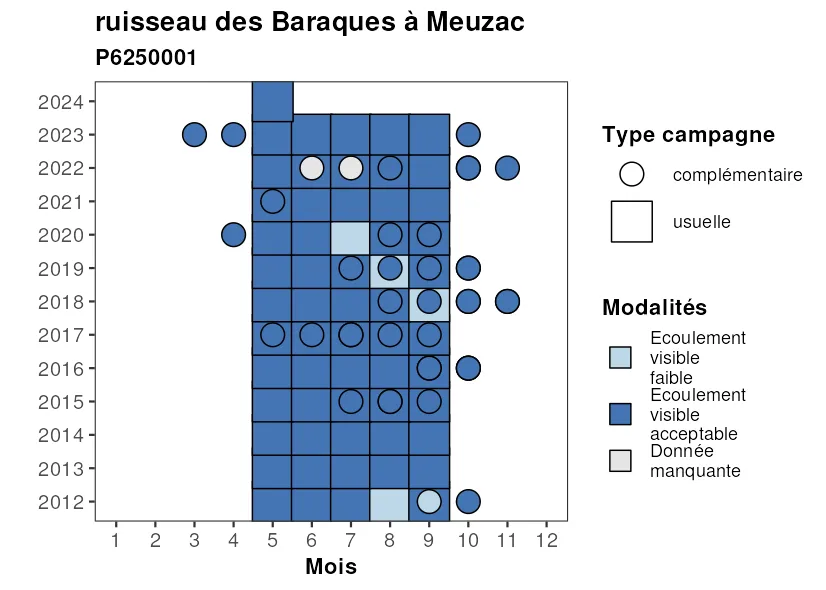 ruisseau des Baraques à Meuzac
P6250001
2024
2023
2022
2021
2020
2019
2018
2017
2016
2015
2014
2013
2012
1 2 3 4 5 6 7 8 9 10 11 12
Mois
Type campagne
complémentaire
usuelle
Modalités
Ecoulement
visible
faible
Ecoulement
visible
acceptable
Donnée
manquante